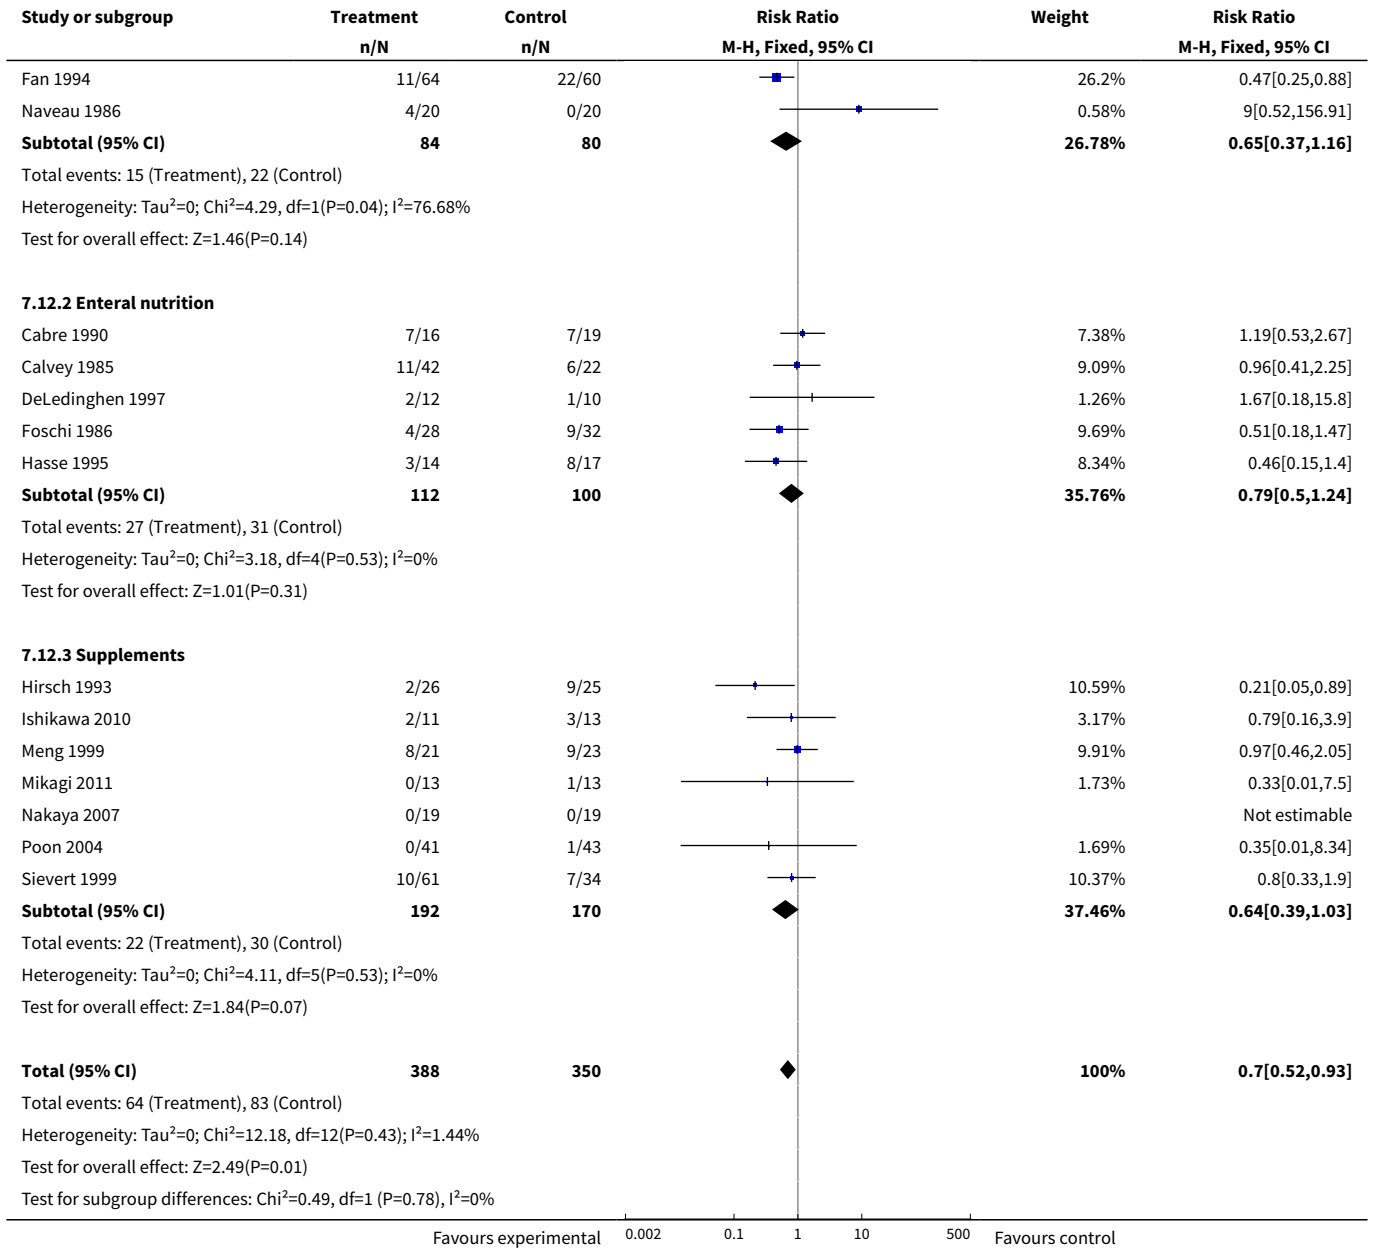 Study or subgroup Treatment Control Risk Ratio Weight Risk Ratio
n/N n/N M-H, Fixed, 95% CI M-H, Fixed, 95% CI
Fan 1994 11/64 22/60 26.2% 0.47[0.25,0.88]
Naveau 1986 4/20 0/20 0.58% 9[0.52,156.91]
Subtotal (95% CI) 84 80 26.78% 0.65[0.37,1.16]
Total events: 15 (Treatment), 22 (Control)
Heterogeneity: Tau²=0; Chi²=4.29, df=1(P=0.04); I²=76.68%
Test for overall effect: Z=1.46(P=0.14)
7.12.2 Enteral nutrition
Cabre 1990 7/16 7/19 7.38% 1.19[0.53,2.67]
Calvey 1985 11/42 6/22 9.09% 0.96[0.41,2.25]
DeLedinghen 1997 2/12 1/10 1.26% 1.67[0.18,15.8]
Foschi 1986 4/28 9/32 9.69% 0.51[0.18,1.47]
Hasse 1995 3/14 8/17 8.34% 0.46[0.15,1.4]
Subtotal (95% CI) 112 100 35.76% 0.79[0.5,1.24]
Total events: 27 (Treatment), 31 (Control)
Heterogeneity: Tau²=0; Chi²=3.18, df=4(P=0.53); I²=0%
Test for overall effect: Z=1.01(P=0.31)
7.12.3 Supplements
Hirsch 1993 2/26 9/25 10.59% 0.21[0.05,0.89]
Ishikawa 2010 2/11 3/13 3.17% 0.79[0.16,3.9]
Meng 1999 8/21 9/23 9.91% 0.97[0.46,2.05]
Mikagi 2011 0/13 1/13 1.73% 0.33[0.01,7.5]
Nakaya 2007 0/19 0/19 Not estimable
Poon 2004 0/41 1/43 1.69% 0.35[0.01,8.34]
Sievert 1999 10/61 7/34 10.37% 0.8[0.33,1.9]
Subtotal (95% CI) 192 170 37.46% 0.64[0.39,1.03]
Total events: 22 (Treatment), 30 (Control)
Heterogeneity: Tau²=0; Chi²=4.11, df=5(P=0.53); I²=0%
Test for overall effect: Z=1.84(P=0.07)
Total (95% CI) 388 350 100% 0.7[0.52,0.93]
Total events: 64 (Treatment), 83 (Control)
Heterogeneity: Tau²=0; Chi²=12.18, df=12(P=0.43); I²=1.44%
Test for overall effect: Z=2.49(P=0.01)
Test for subgroup differences: Chi²=0.49, df=1 (P=0.78), I²=0%
Favours experimental 0.002 0.1 1 10 500 Favours control